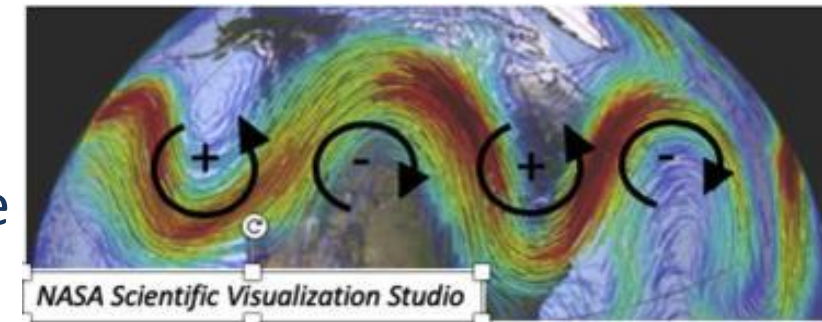 + - + -
e
NASA Scientific Visualization Studio